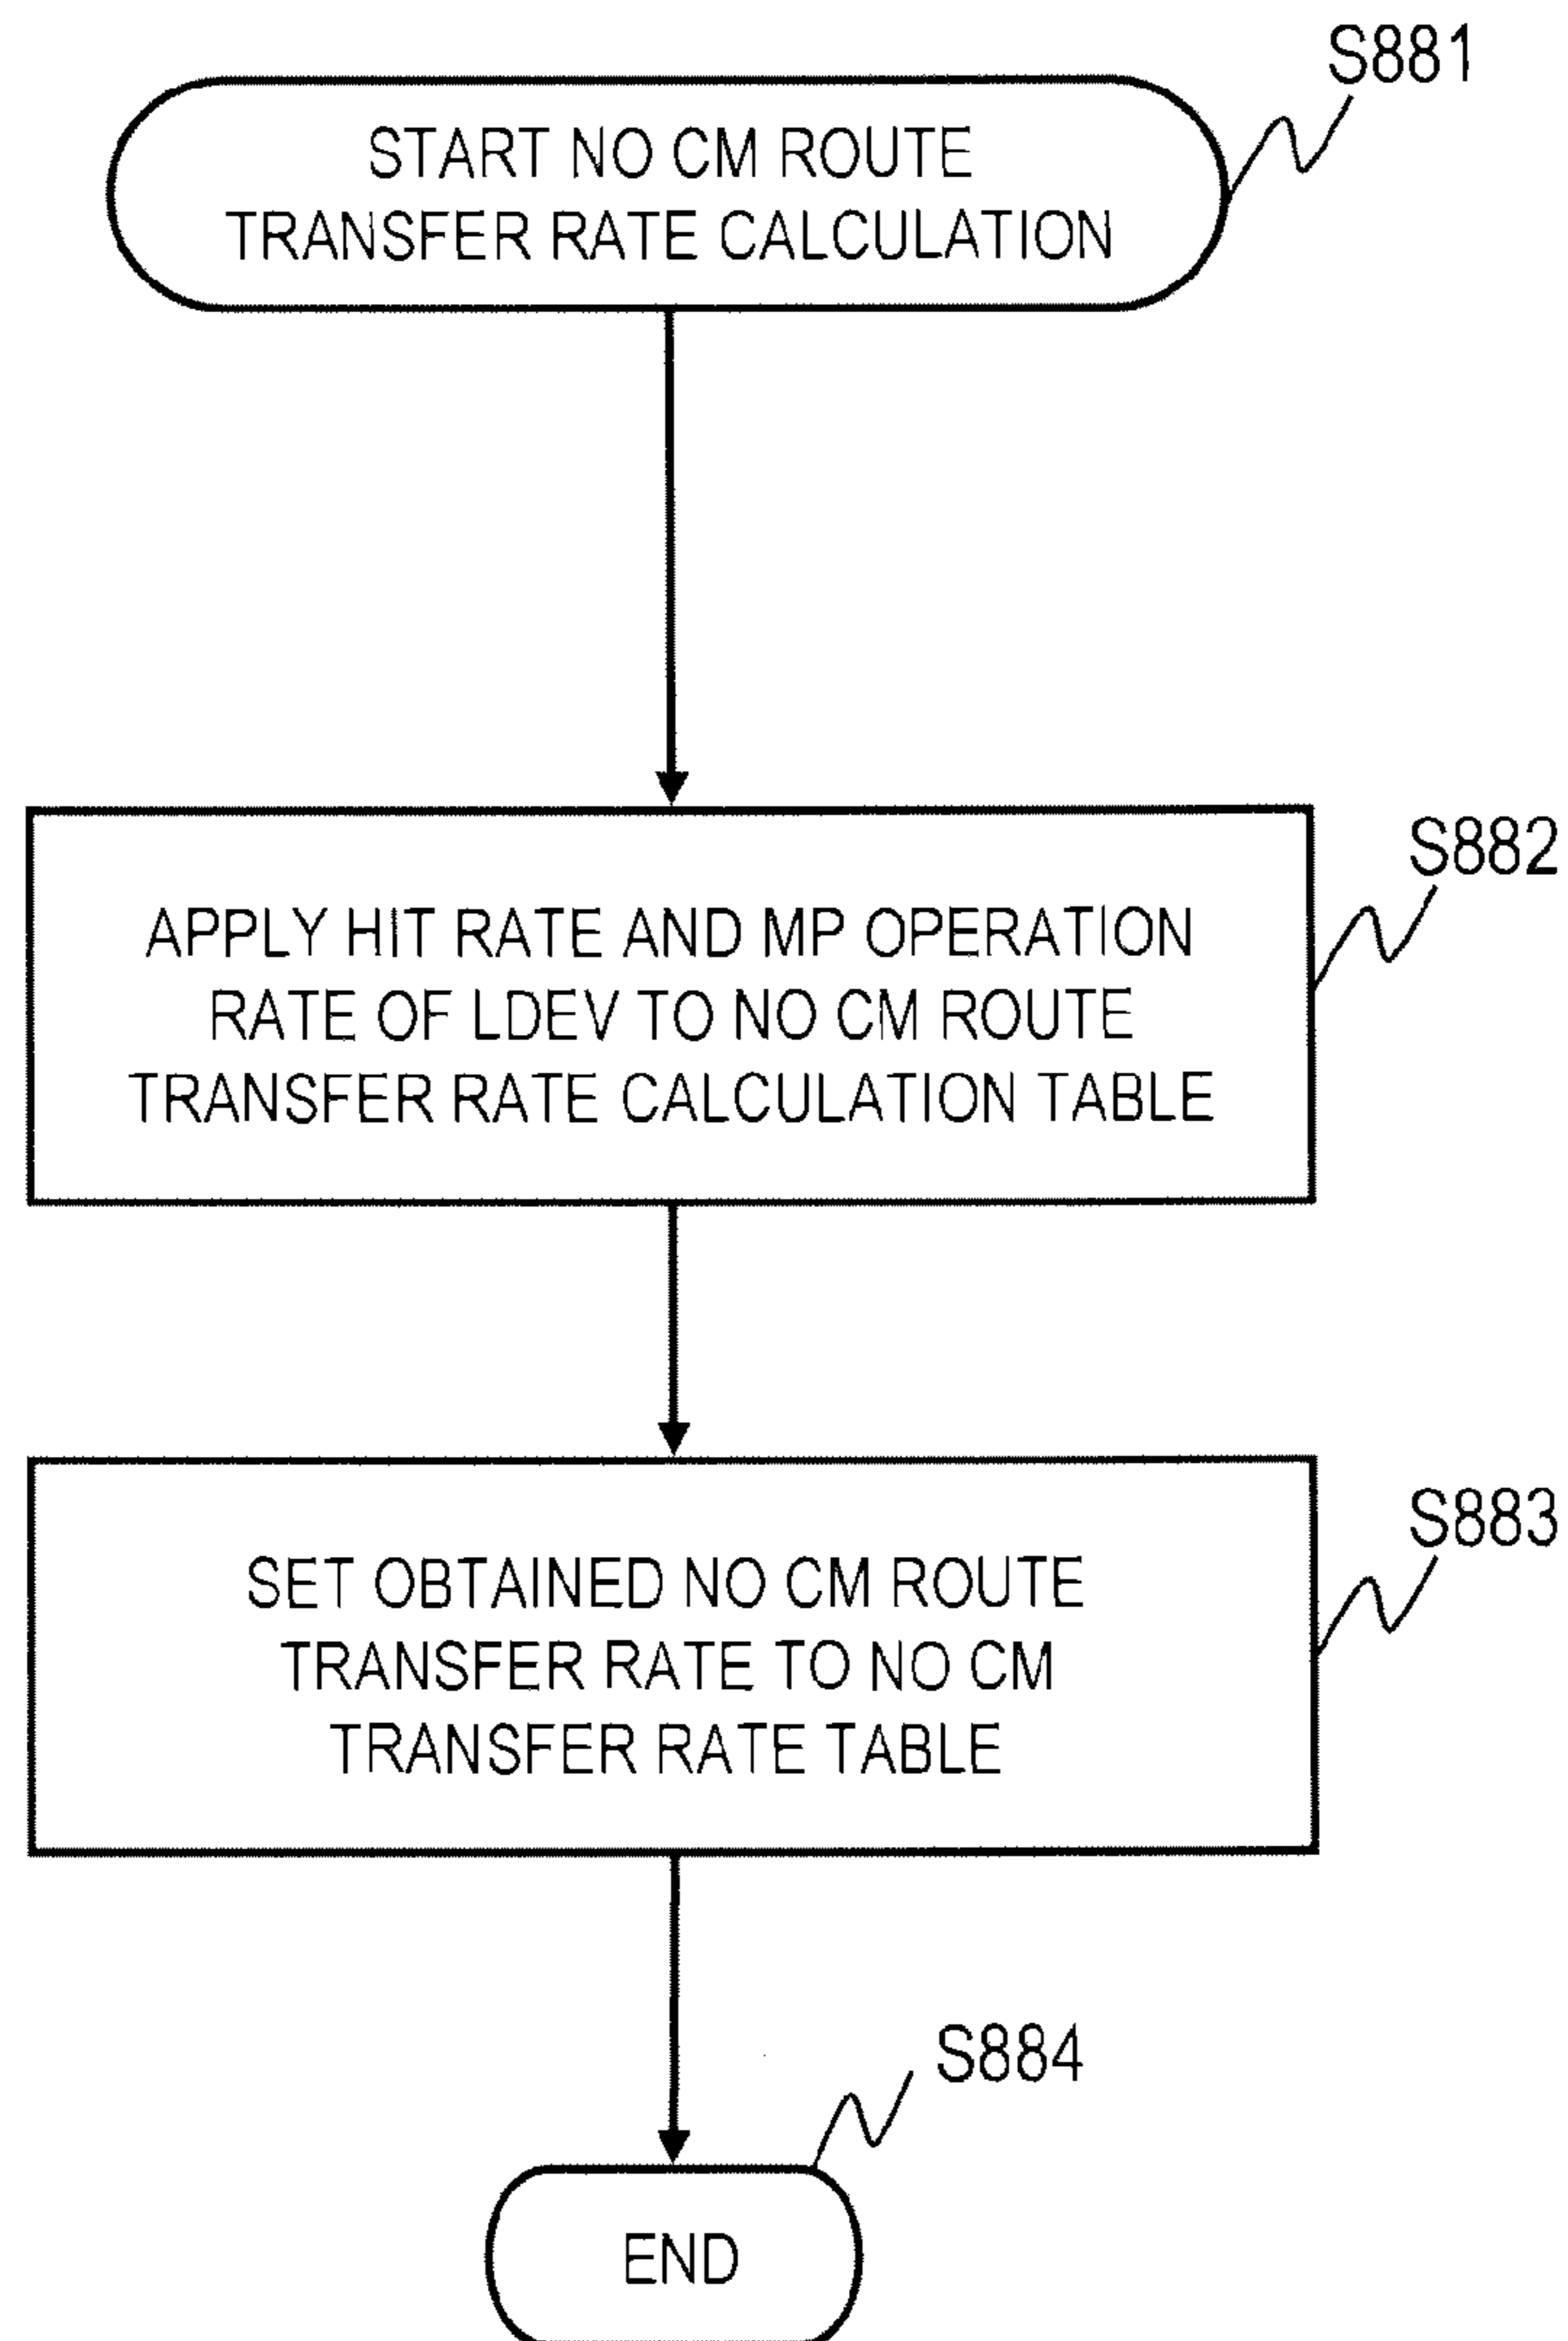 S881
START NO CM ROUTE
TRANSFER RATE CALCULATION
S882
APPLY HIT RATE AND MP OPERATION
RATE OF LDEV TO NO CM ROUTE
TRANSFER RATE CALCULATION TABLE
S883
SET OBTAINED NO CM ROUTE
TRANSFER RATE TO NO CM
TRANSFER RATE TABLE
S884
END